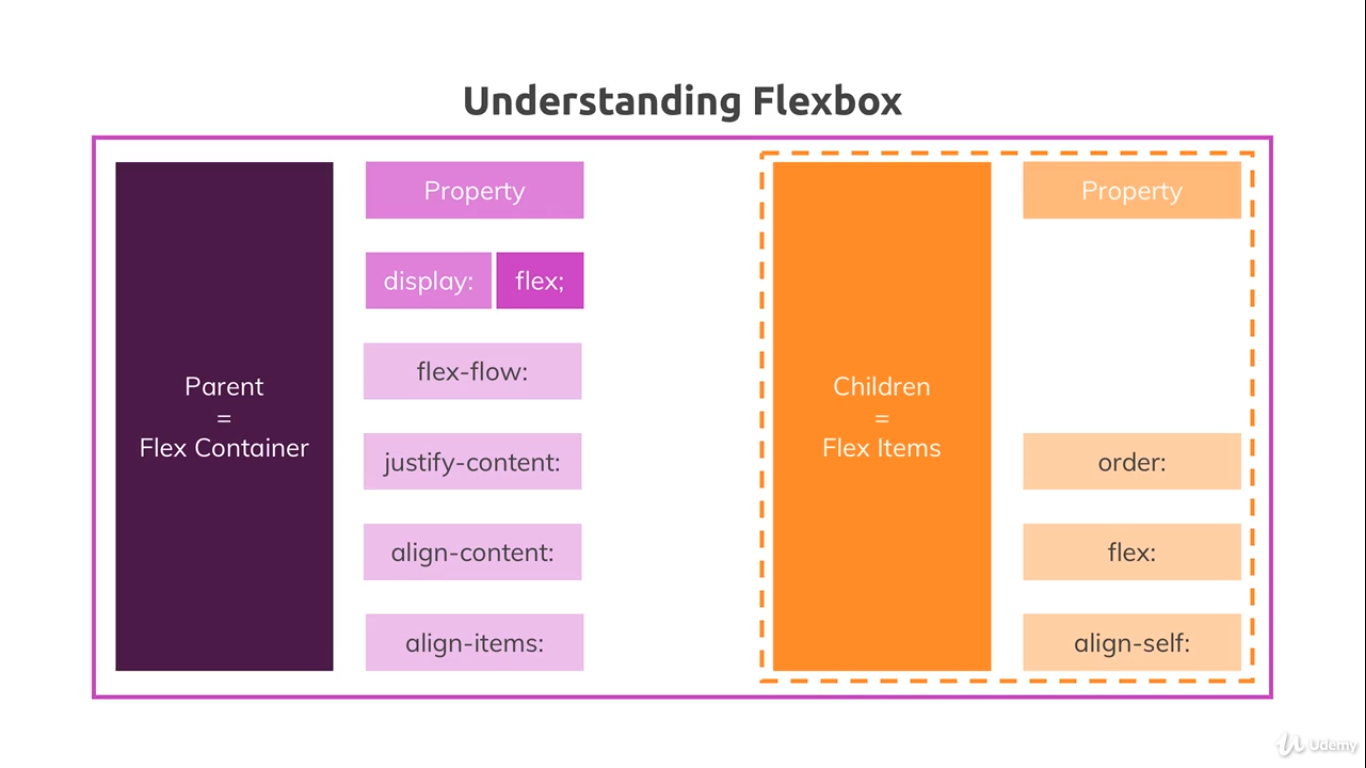 Understanding Flexbox
Parent
=
Flex Container
Property
display: flex;
flex-flow:
justify-content:
align-content:
align-items:
Children
=
Flex Items
Property
order:
flex:
align-self:
Udemy